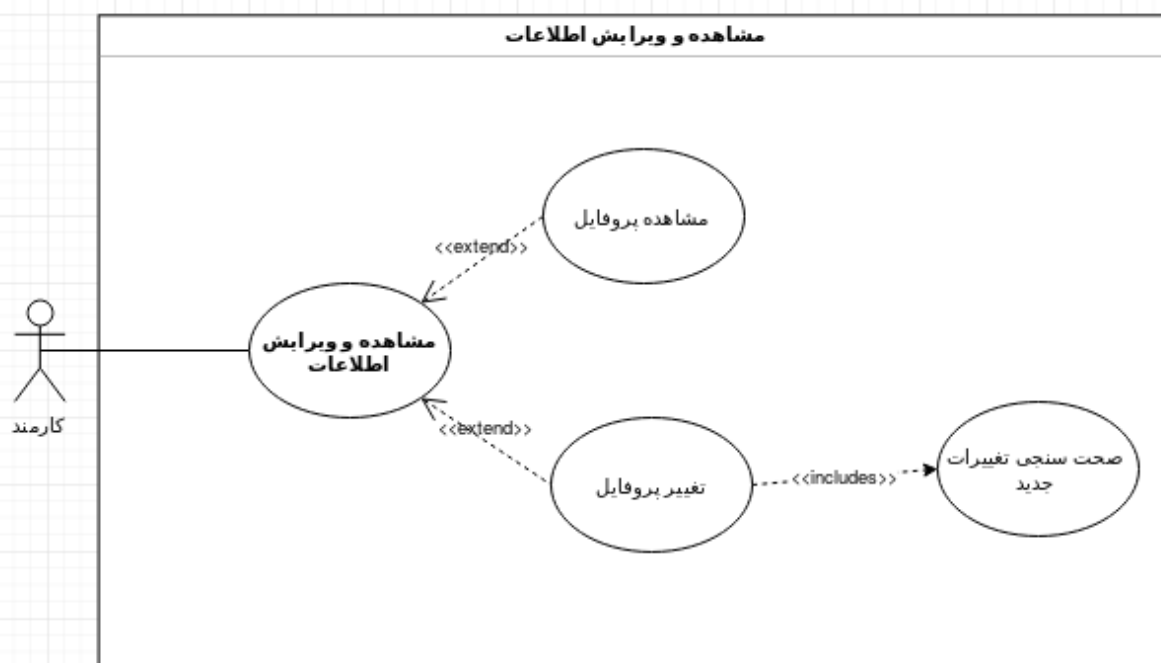 مشاهده و ویرایش اطلاعات
مشاهده پروفایل
<<extend>>
مشاهده و ویرایش
اطلاعات
کارمند
<<extend>>
تغییر پروفایل
<<includes>>
صحت سنجی تغییرات
جدید